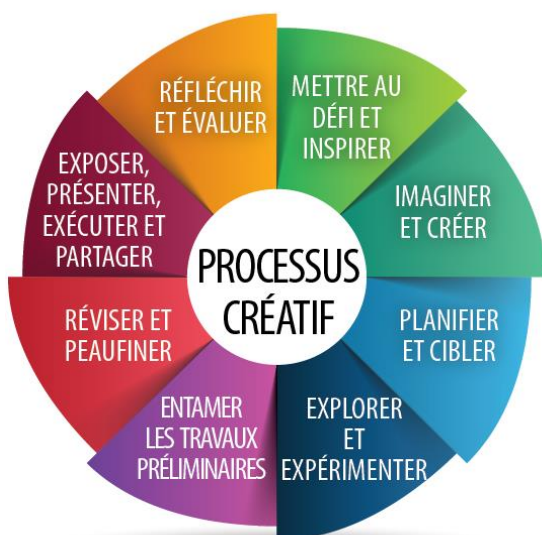 PROCESSUS
CRÉATIF
METTRE AU
DÉFI ET
INSPIRER
IMAGINER
ET CRÉER
PLANIFIER
ET CIBLER
EXPLORER
ET
EXPÉRIMENTER
ENTAMER
LES TRAVAUX
PRÉLIMINAIRES
RÉVISER ET
PEAUFINER
EXPOSER,
PRÉSENTER,
EXÉCUTER ET
PARTAGER
RÉFLÉCHIR
ET ÉVALUER